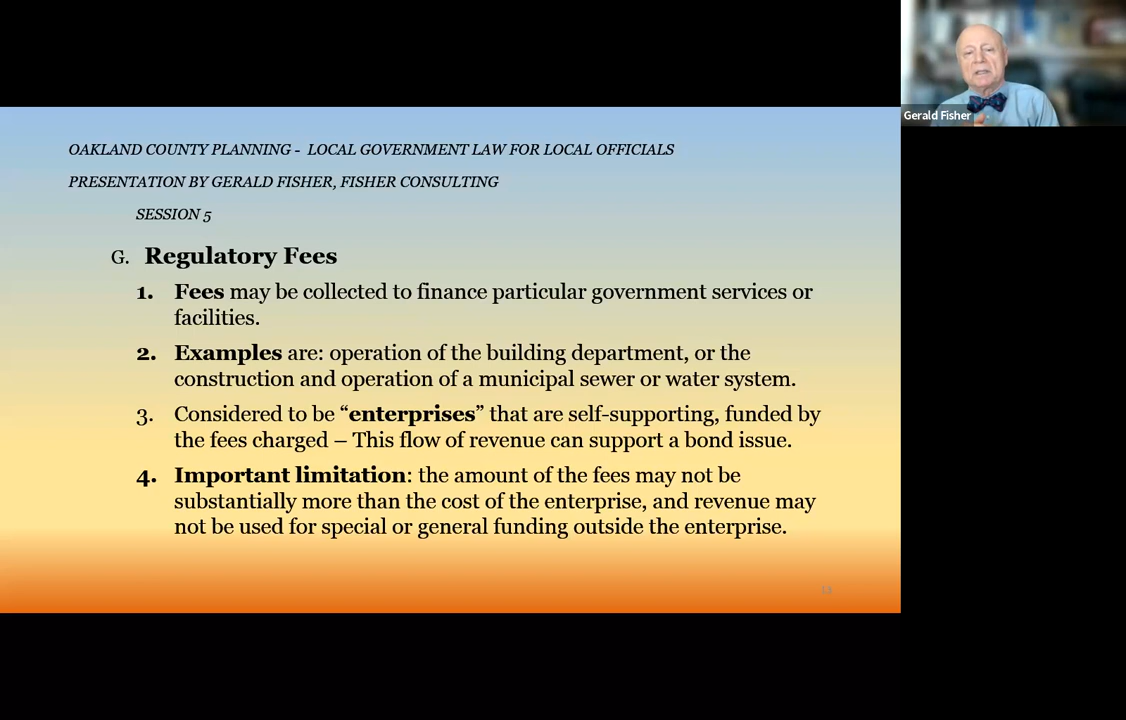 Gerald Fisher
OAKLAND COUNTY PLANNING - LOCAL GOVERNMENT LAW FOR LOCAL OFFICIALS
PRESENTATION BY GERALD FISHER, FISHER CONSULTING
SESSION 5
G. Regulatory Fees
1. Fees may be collected to finance particular government services or
facilities.
2. Examples are: operation of the building department, or the
construction and operation of a municipal sewer or water system.
3. Considered to be “enterprises” that are self-supporting, funded by
the fees charged – This flow of revenue can support a bond issue.
4. Important limitation: the amount of the fees may not be
substantially more than the cost of the enterprise, and revenue may
not be used for special or general funding outside the enterprise.